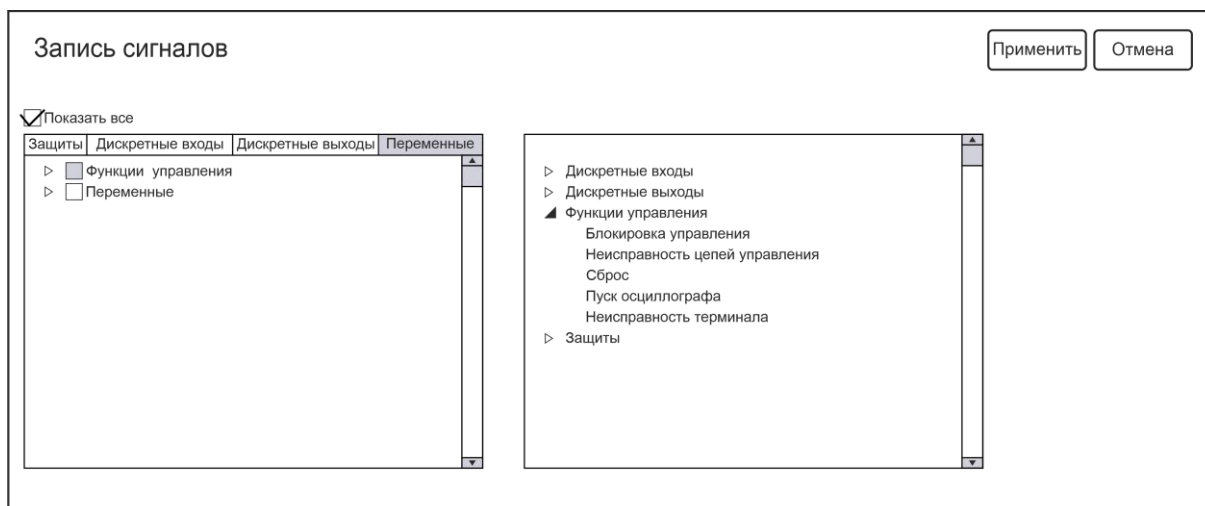 Запись сигналов
Применить
Отмена
Показать все
Защиты
Дискретные входы
Дискретные выходы
Переменные
Функции управления
Переменные
Дискретные входы
Дискретные выходы
Функции управления
Блокировка управления
Неисправность цепей управления
Сброс
Пуск осциллографа
Неисправность терминала
Защиты